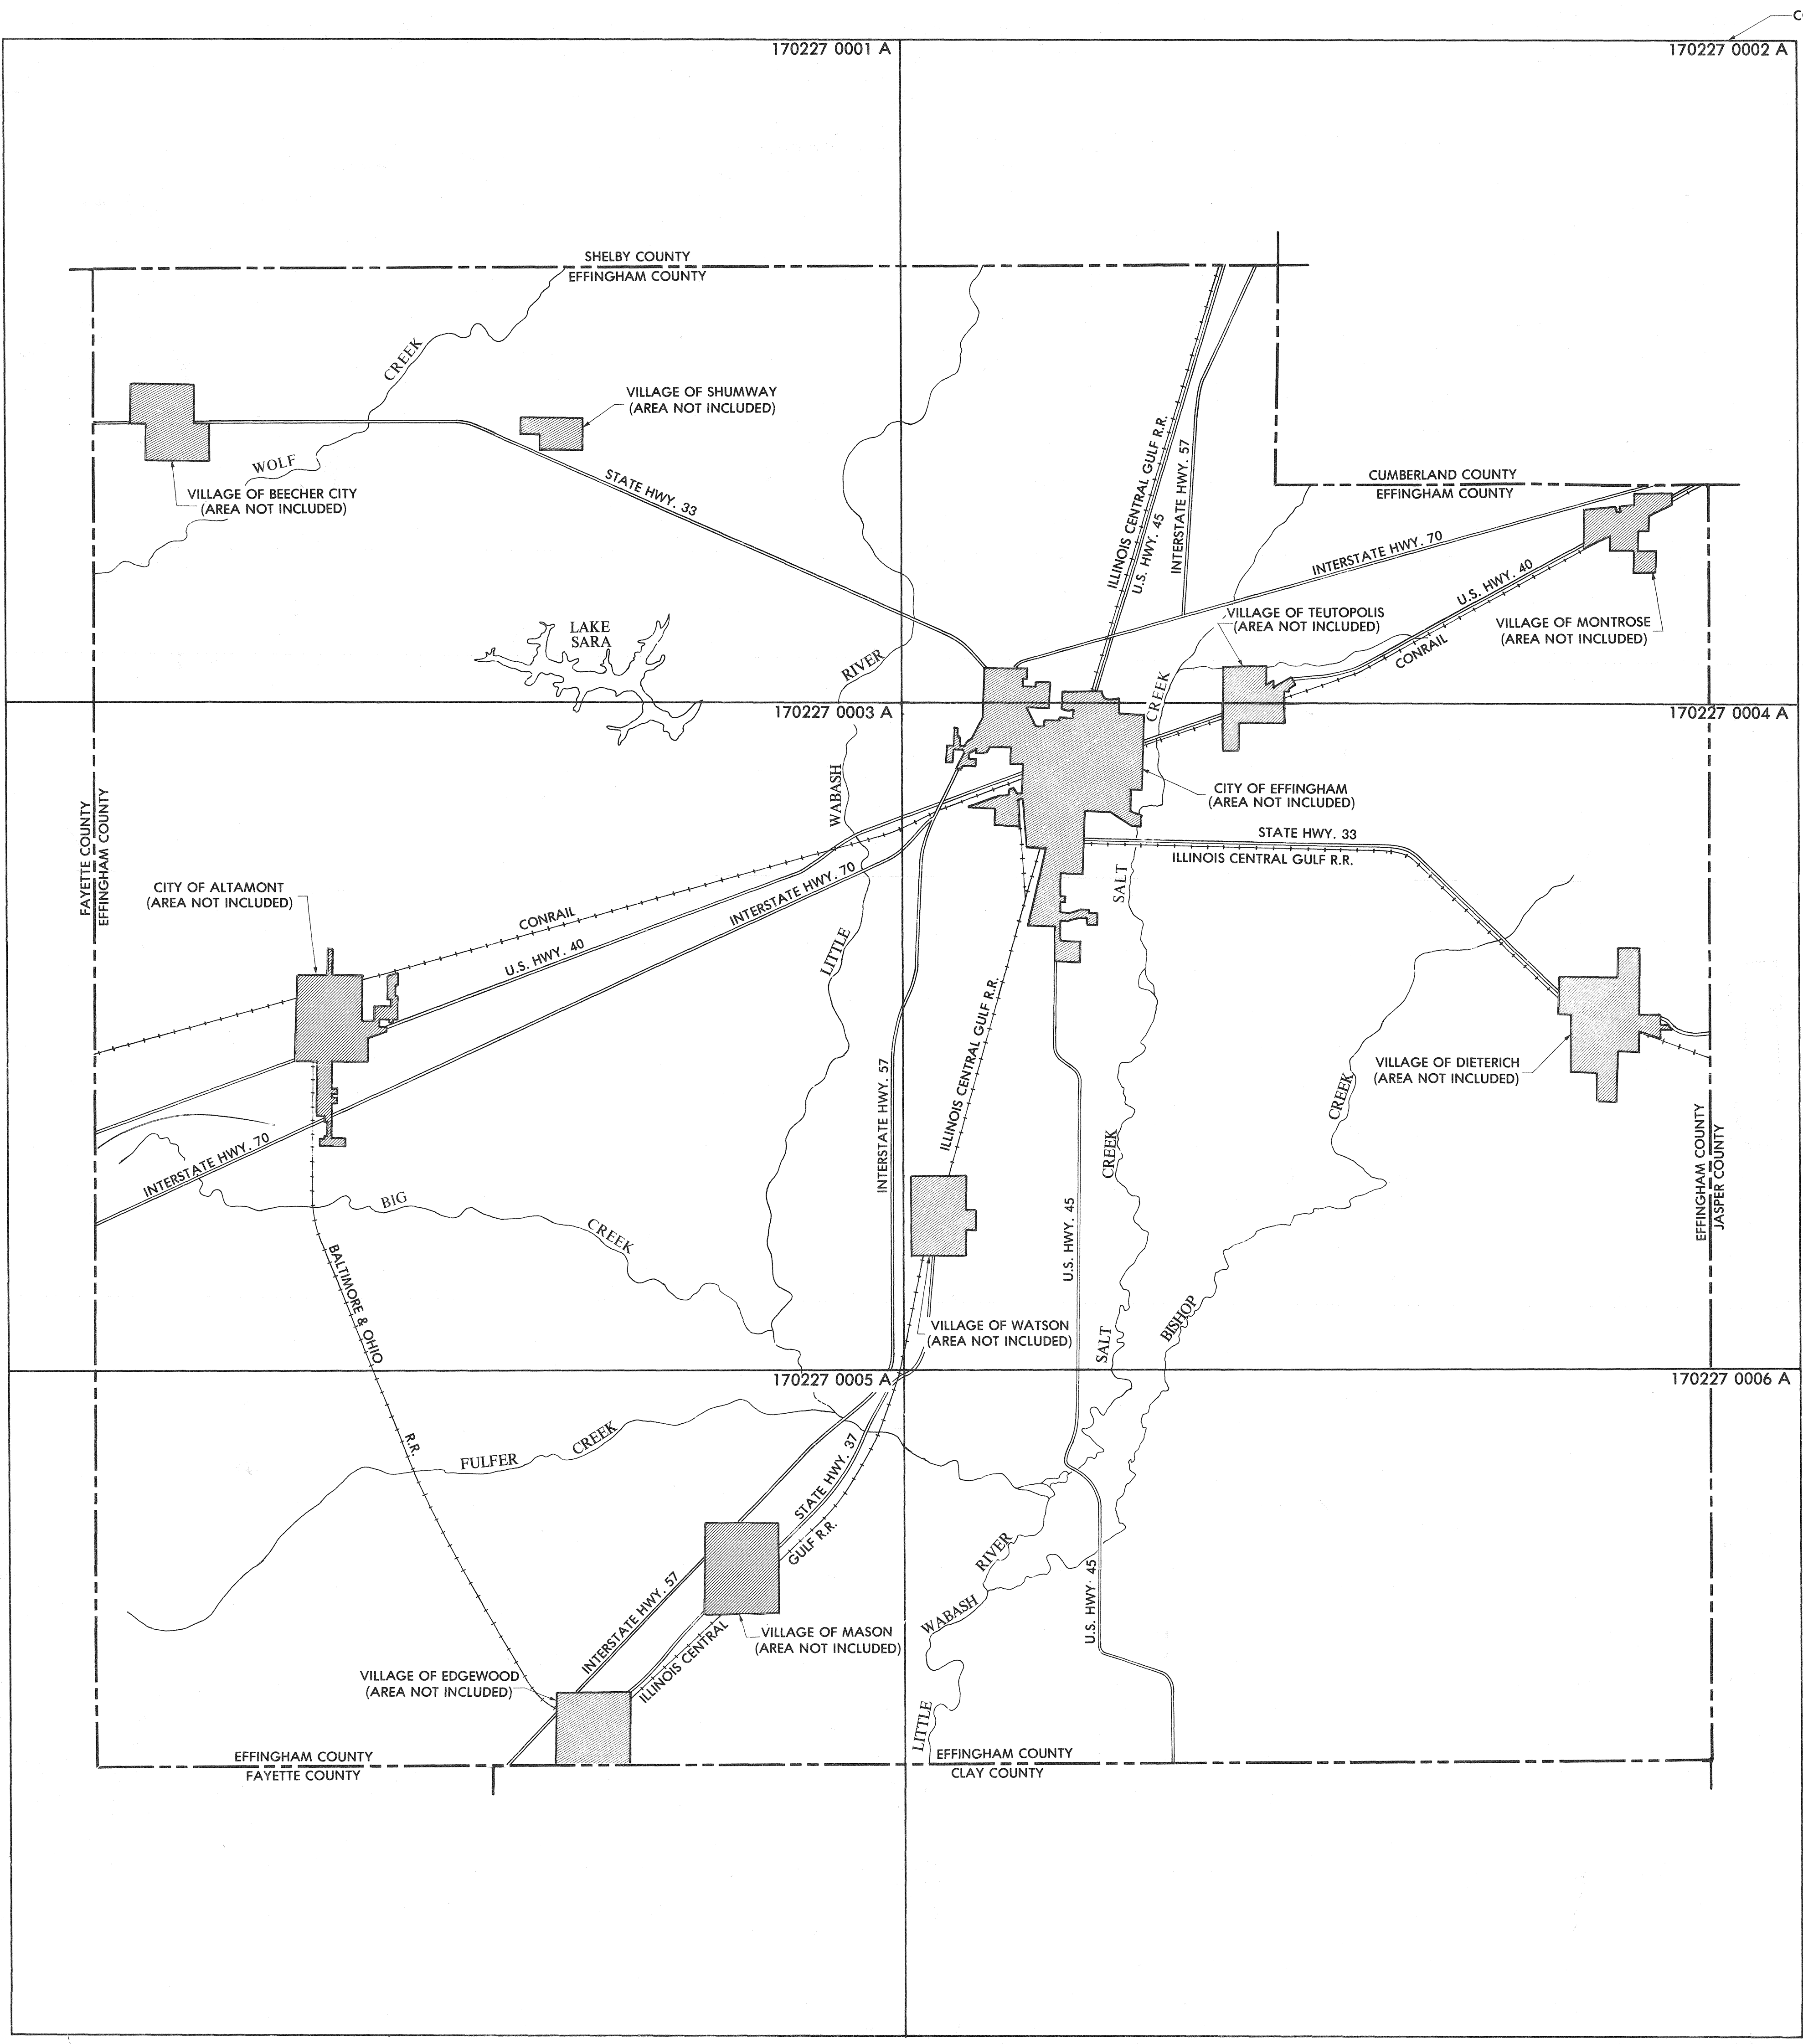 C
170227 0001 A
170227 0002 A
SHELBY COUNTY
EFFINGHAM COUNTY
CREEK
WOLF
VILLAGE OF SHUMWAY
(AREA NOT INCLUDED)
VILLAGE OF BEECHER CITY
(AREA NOT INCLUDED)
STATE HWY. 33
ILLINOIS CENTRAL GULF R.R.
U.S. HWY. 45
INTERSTATE HWY. 57
CUMBERLAND COUNTY
EFFINGHAM COUNTY
INTERSTATE HWY. 70
U.S. HWY. 40
CONRAIL
VILLAGE OF TEUTOPOLIS
(AREA NOT INCLUDED)
VILLAGE OF MONTROSE
(AREA NOT INCLUDED)
LAKE
SARA
RIVER
CREEK
170227 0003 A
170227 0004 A
WABASH
CITY OF EFFINGHAM
(AREA NOT INCLUDED)
STATE HWY. 33
ILLINOIS CENTRAL GULF R.R.
SALT
FAYETTE COUNTY
EFFINGHAM COUNTY
CITY OF ALTAMONT
(AREA NOT INCLUDED)
CONRAIL
U.S. HWY. 40
INTERSTATE HWY. 70
LITTLE
ILLINOIS CENTRAL GULF R.R.
INTERSTATE HWY. 57
VILLAGE OF DIETERICH
(AREA NOT INCLUDED)
CREEK
CREEK
EFFINGHAM COUNTY
JASPER COUNTY
INTERSTATE HWY. 70
BIG
CREEK
BALTIMORE & OHIO
R.R.
U.S. HWY. 45
BISHOP
SALT
VILLAGE OF WATSON
(AREA NOT INCLUDED)
170227 0005 A
170227 0006 A
FULFER
CREEK
STATE HWY. 37
GULF R.R.
ILLINOIS CENTRAL
INTERSTATE HWY. 57
VILLAGE OF MASON
(AREA NOT INCLUDED)
VILLAGE OF EDGEWOOD
(AREA NOT INCLUDED)
RIVER
WABASH
LITTLE
U.S. HWY. 45
EFFINGHAM COUNTY
FAYETTE COUNTY
EFFINGHAM COUNTY
CLAY COUNTY